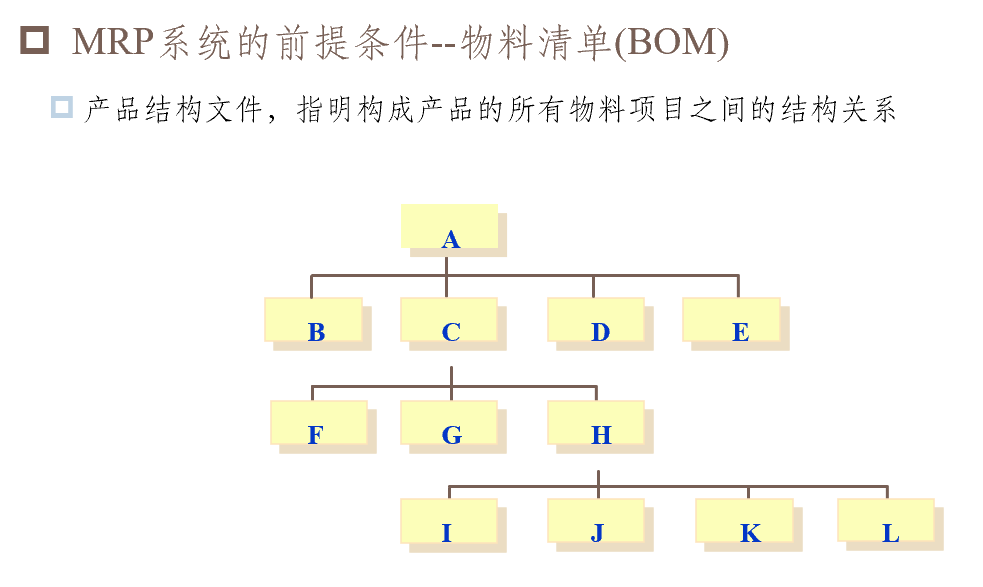 MRP系统的前提条件--物料清单(BOM)
产品结构文件，指明构成产品的所有物料项目之间的结构关系
A
B C D E
F G H
I J K L